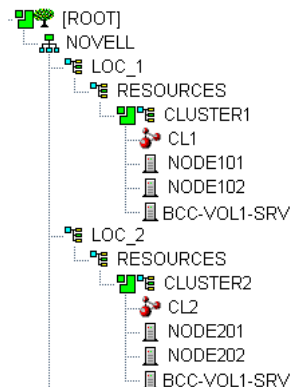 [ROOT]
NOVELL
LOC_1
RESOURCES
CLUSTER1
CL1
NODE101
NODE102
BCC-VOL1-SRV
LOC_2
RESOURCES
CLUSTER2
CL2
NODE201
NODE202
BCC-VOL1-SRV